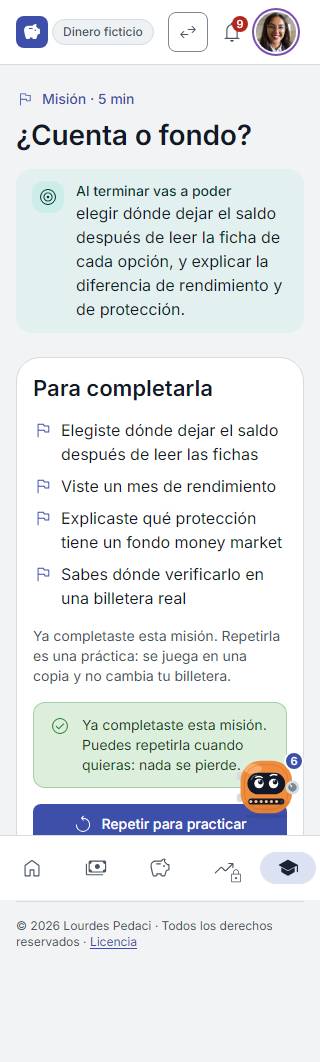 Dinero ficticio
9
Misión · 5 min
¿Cuenta o fondo?
Al terminar vas a poder
elegir dónde dejar el saldo
después de leer la ficha de
cada opción, y explicar la
diferencia de rendimiento y
de protección.
Para completarla
Elegiste dónde dejar el saldo
después de leer las fichas
Viste un mes de rendimiento
Explicaste qué protección
tiene un fondo money market
Sabes dónde verificarlo en
una billetera real
Ya completaste esta misión. Repetirla
es una práctica: se juega en una
copia y no cambia tu billetera.
Ya completaste esta misión.
Puedes repetirla cuando
quieras: nada se pierde.
6
Repetir para practicar
© 2026 Lourdes Pedaci · Todos los derechos
reservados · Licencia